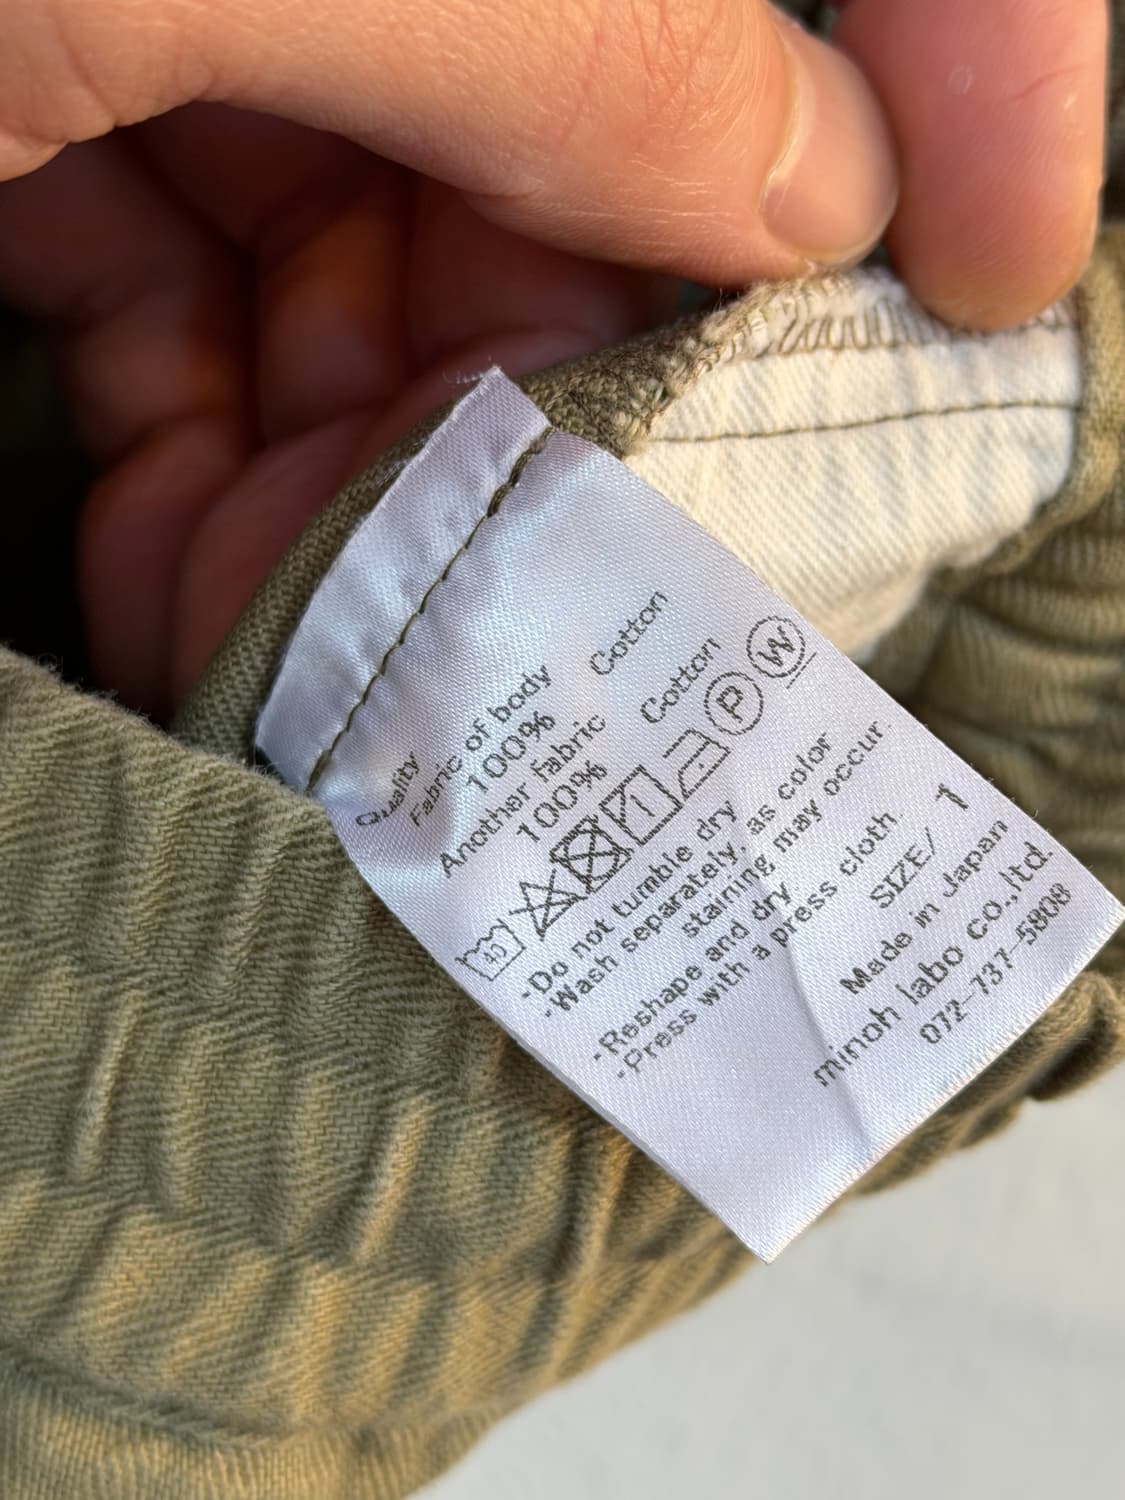 Quality
Fabric of body
100% Cotton
Another fabric
100% Cotton
40 P W
-Do not tumble dry
-Wash separately, as color
staining may occur.
-Reshape and dry
-Press with a press cloth.
SIZE/ 1
Made in Japan
minoh labo co.,ltd.
072-737-5808